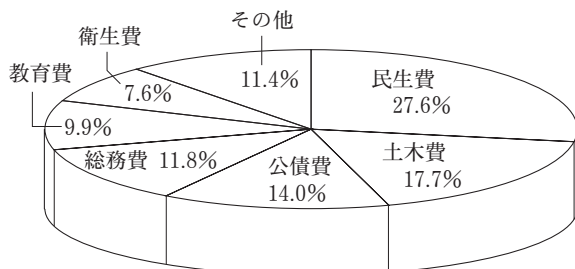 その他
11.4%
民生費
27.6%
土木費
17.7%
公債費
14.0%
総務費 11.8%
教育費
9.9%
衛生費
7.6%